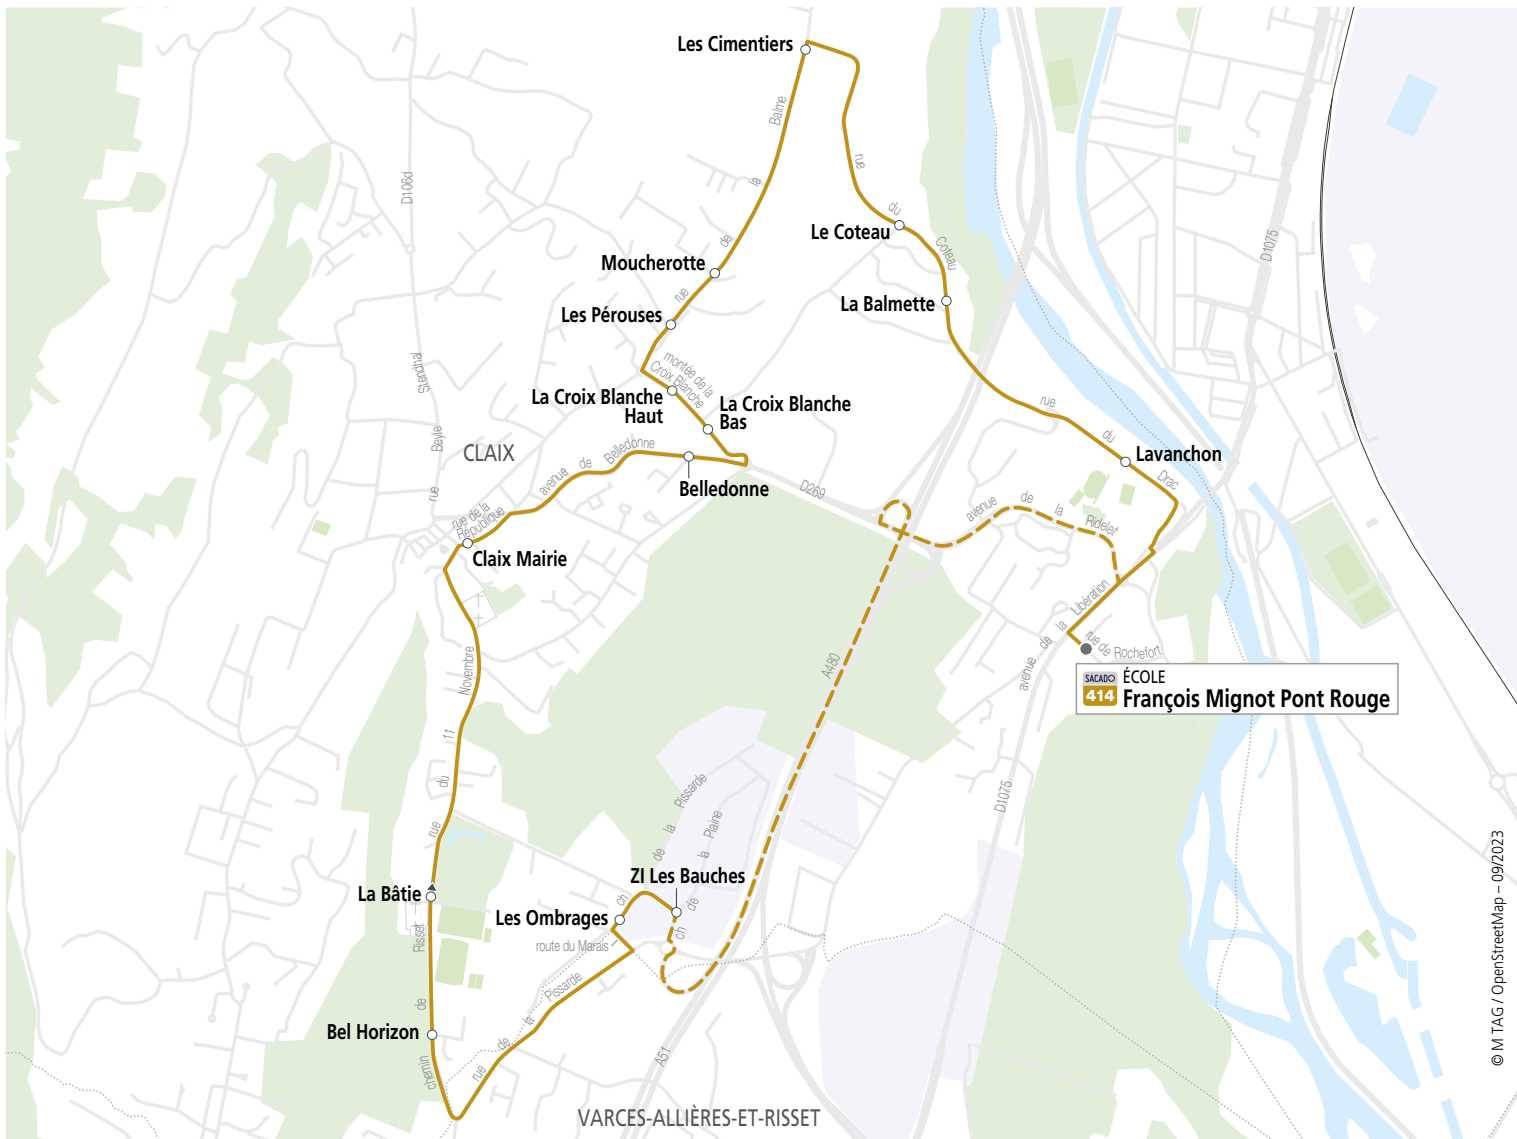 Les Cimentiers
Balme
la
de
rue
rue
du
Coteau
D106d
Le Coteau
D1075
Moucherotte
La Balmette
Les Pérouses
Stendhal
Beyle
rue
montée de la
Croix Blanche
La Croix Blanche
Haut
La Croix Blanche
Bas
rue
du
Drac
CLAIX
avenue
de
Belledonne
Lavanchon
Belledonne
D269
avenue
de
la
Ridelet
rue de la
République
Claix Mairie
avenue
de
la
Libération
rue de
Rochefort
SACADO
414
ÉCOLE
François Mignot Pont Rouge
A480
rue
du
11
Novembre
D1075
ch
de
la
Pissarde
ch
de
la
Plaine
ZI Les Bauches
La Bâtie
Les Ombrages
route du Marais
chemin
de
Risset
Bel Horizon
rue
de
la
Pissarde
A51
VARCES-ALLIÈRES-ET-RISSET
© M TAG / OpenStreetMap – 09/2023